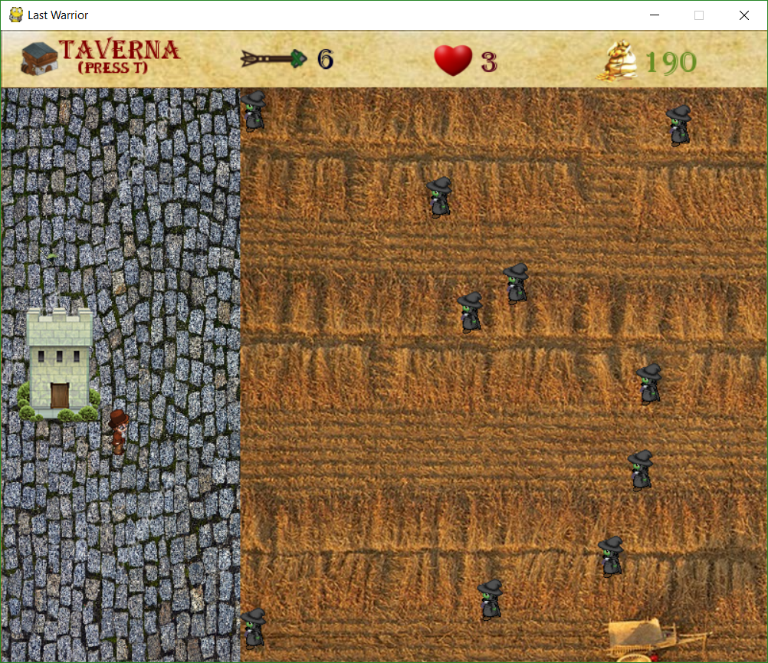 Last Warrior
TAVERNA
(PRESS T)
6
3
190